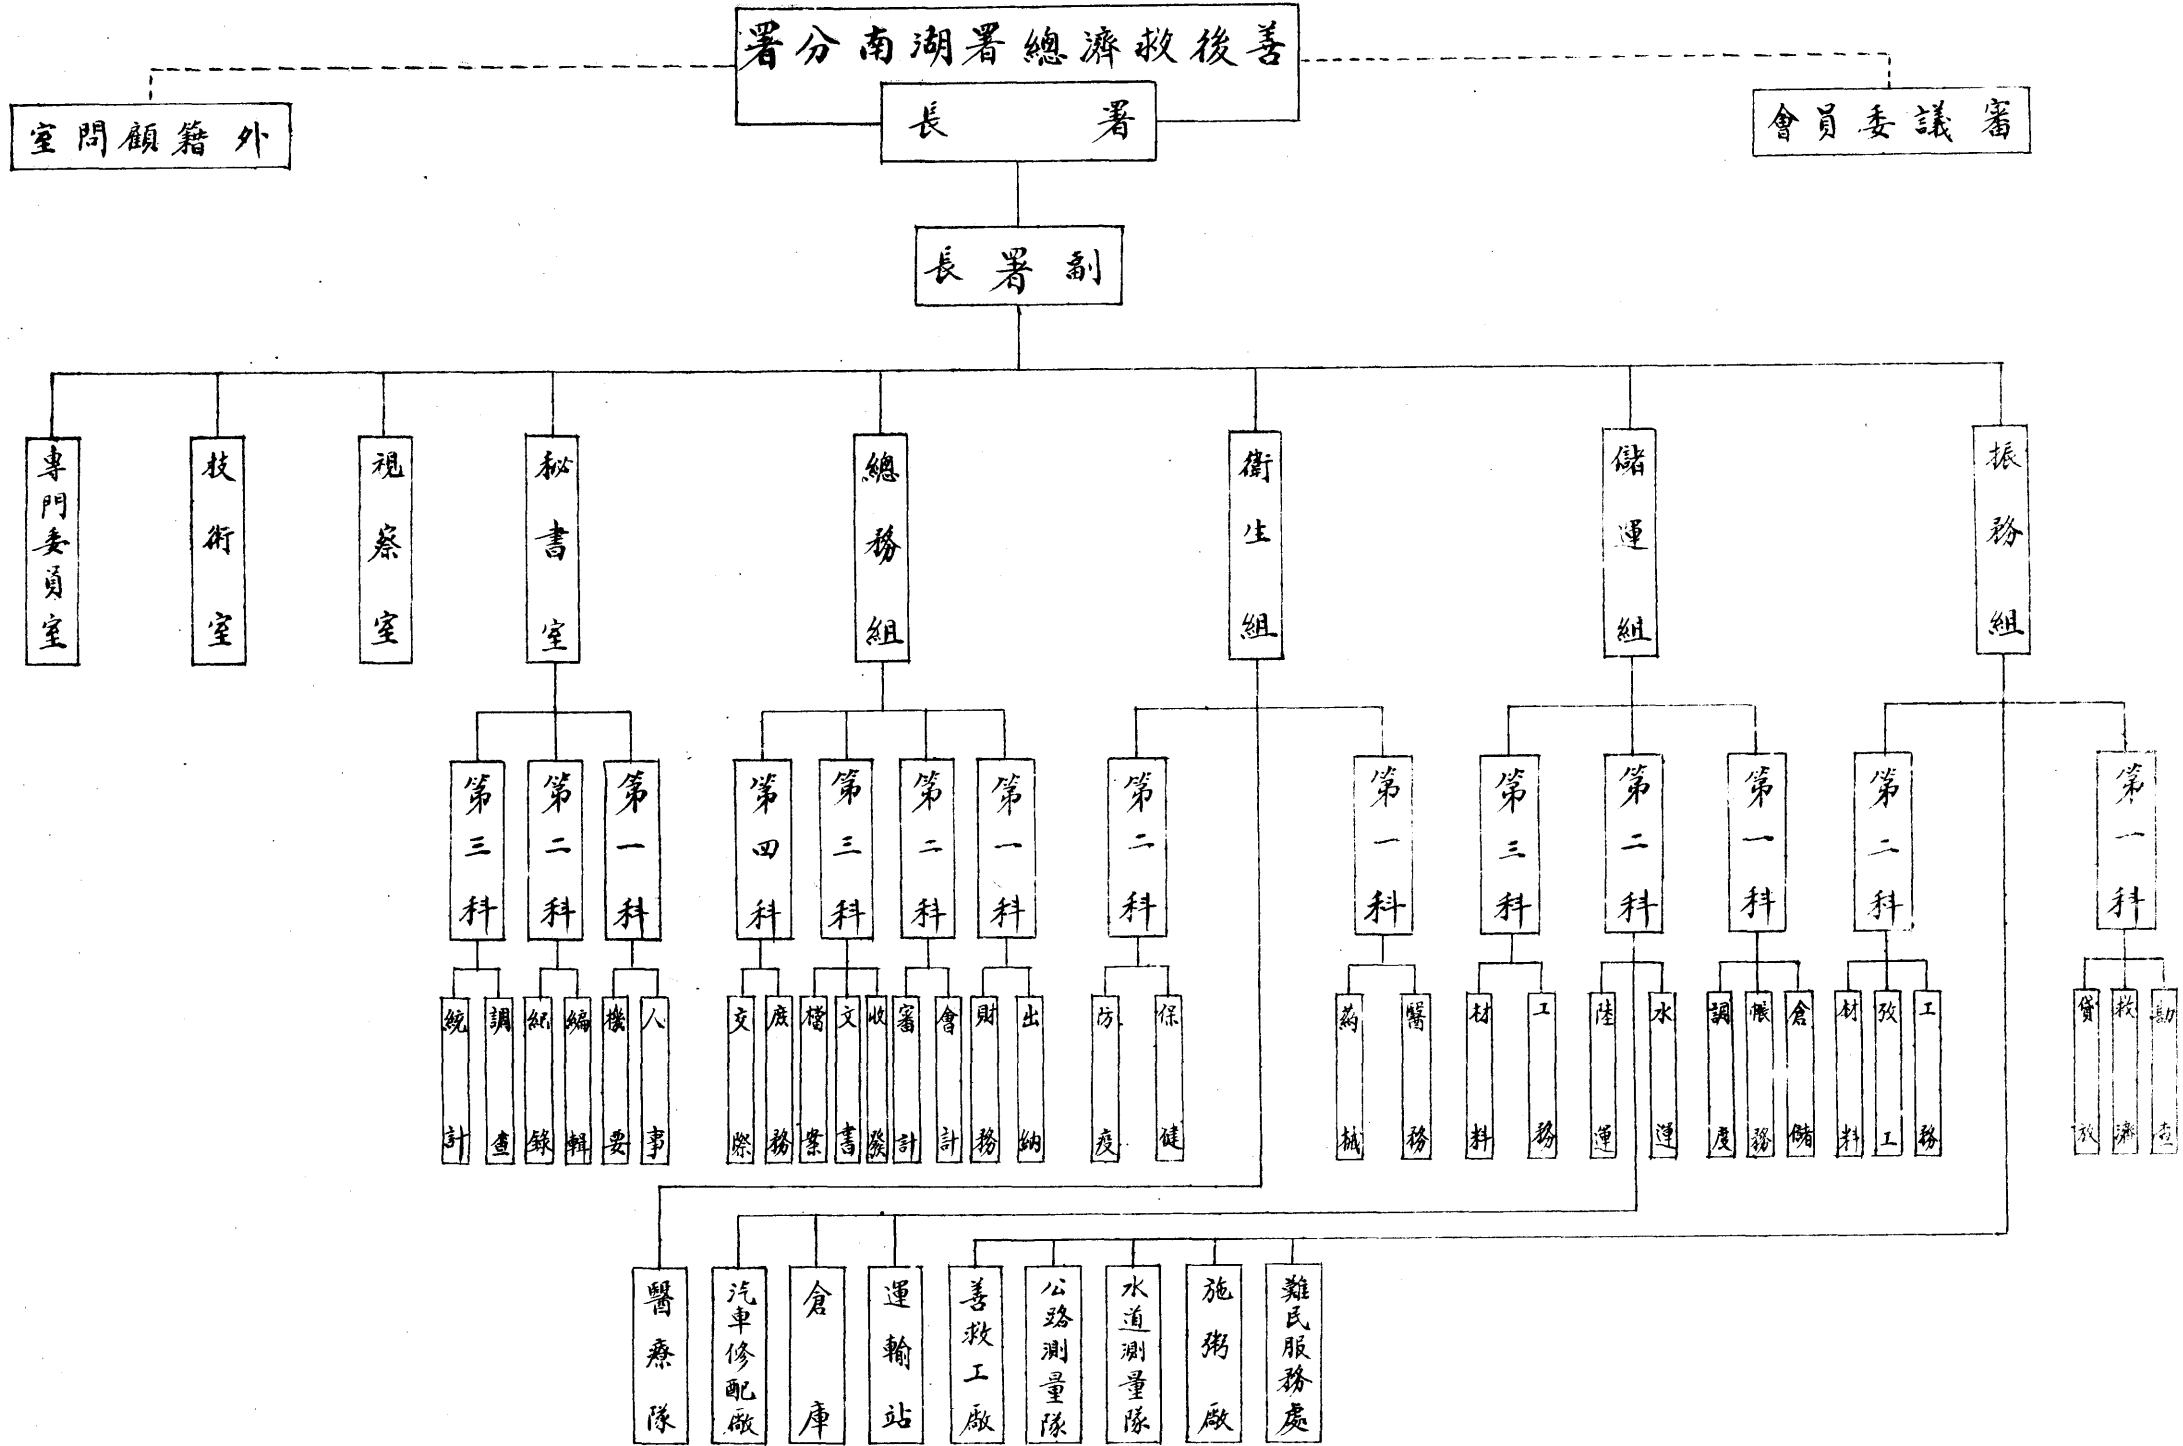 善後救濟總署湖南分署
署長
審議委員會
外籍顧問室
副署長
振務組
儲運組
衛生組
總務組
秘書室
視察室
技術室
專門委員室
第一科
第二科
第一科
第二科
第三科
第一科
第二科
第一科
第二科
第三科
第四科
第一科
第二科
第三科
勘查
救濟
貸放
工務
材料
倉儲
帳務
調度
水運
陸運
工務
材料
醫務
药械
保健
防疫
出納
財務
會計
審計
收發
文書
檔案
庶務
交際
人事
機要
編輯
紀錄
調查
統計
難民服務處
施粥廠
水道測量隊
公路測量隊
善救工廠
運輸站
倉庫
汽車修配廠
醫療隊